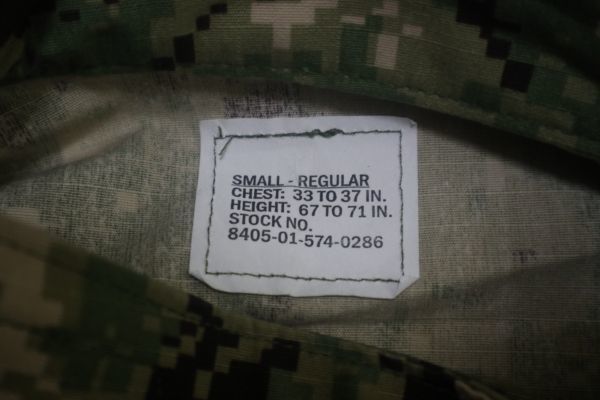 SMALL - REGULAR
CHEST: 33 TO 37 IN.
HEIGHT: 67 TO 71 IN.
STOCK NO.
8405-01-574-0286